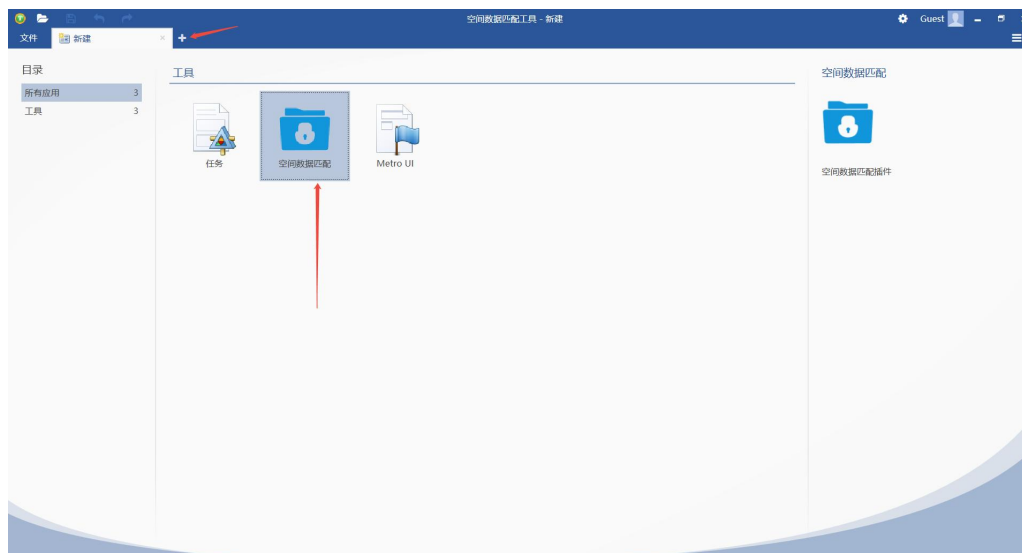 空间数据匹配工具 - 新建
Guest
文件
新建
目录
所有应用 3
工具 3
工具
任务
空间数据匹配
Metro UI
空间数据匹配
空间数据匹配插件